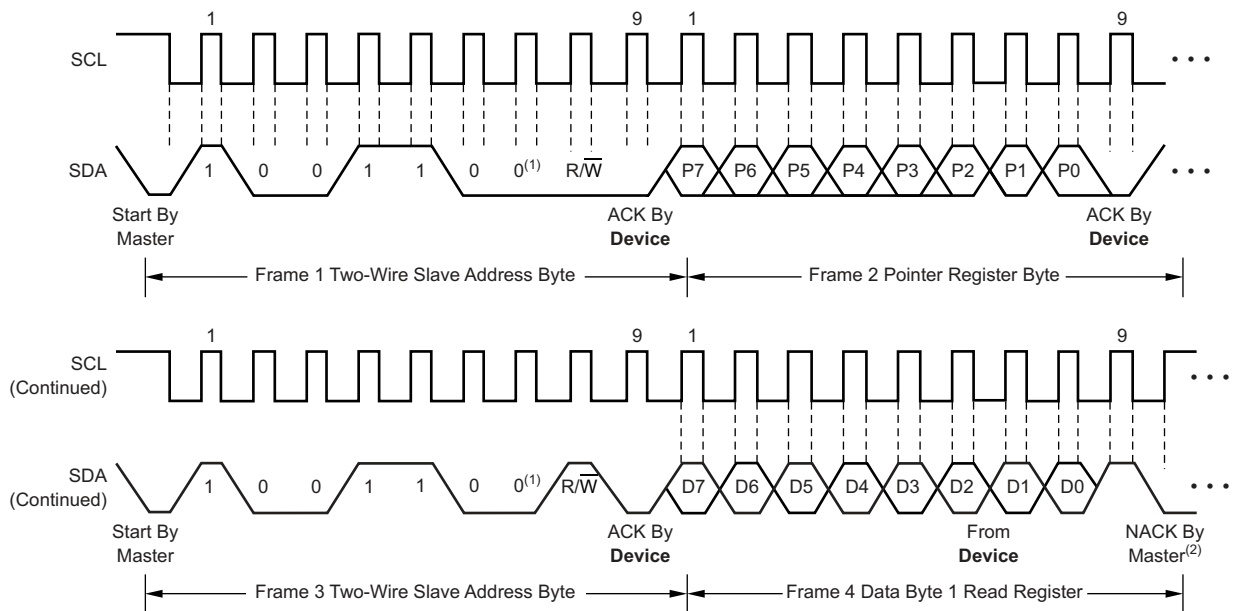 1 9 1 9
SCL
SDA 1 0 0 1 1 0 0(1) R/W̅ P7 P6 P5 P4 P3 P2 P1 P0
Start By ACK By ACK By
Master Device Device
Frame 1 Two-Wire Slave Address Byte Frame 2 Pointer Register Byte
1 9 1 9
SCL
(Continued)
SDA
(Continued) 1 0 0 1 1 0 0(1) R/W̅ D7 D6 D5 D4 D3 D2 D1 D0
Start By ACK By From NACK By
Master Device Device Master(2)
Frame 3 Two-Wire Slave Address Byte Frame 4 Data Byte 1 Read Register